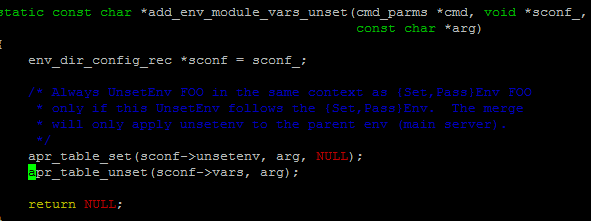 static const char *add_env_module_vars_unset(cmd_parms *cmd, void *sconf_,
const char *arg)
{
env_dir_config_rec *sconf = sconf_;
/* Always UnsetEnv FOO in the same context as {Set,Pass}Env FOO
* only if this UnsetEnv follows the {Set,Pass}Env. The merge
* will only apply unsetenv to the parent env (main server).
*/
apr_table_set(sconf->unsetenv, arg, NULL);
apr_table_unset(sconf->vars, arg);
return NULL;